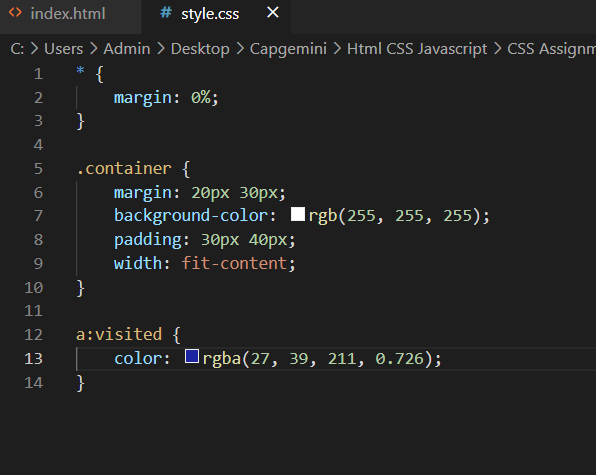 <> index.html # style.css ×
C: > Users > Admin > Desktop > Capgemini > Html CSS Javascript > CSS Assignm
1 * {
2 margin: 0%;
3 }
4
5 .container {
6 margin: 20px 30px;
7 background-color: rgb(255, 255, 255);
8 padding: 30px 40px;
9 width: fit-content;
10 }
11
12 a:visited {
13 color: rgba(27, 39, 211, 0.726);
14 }